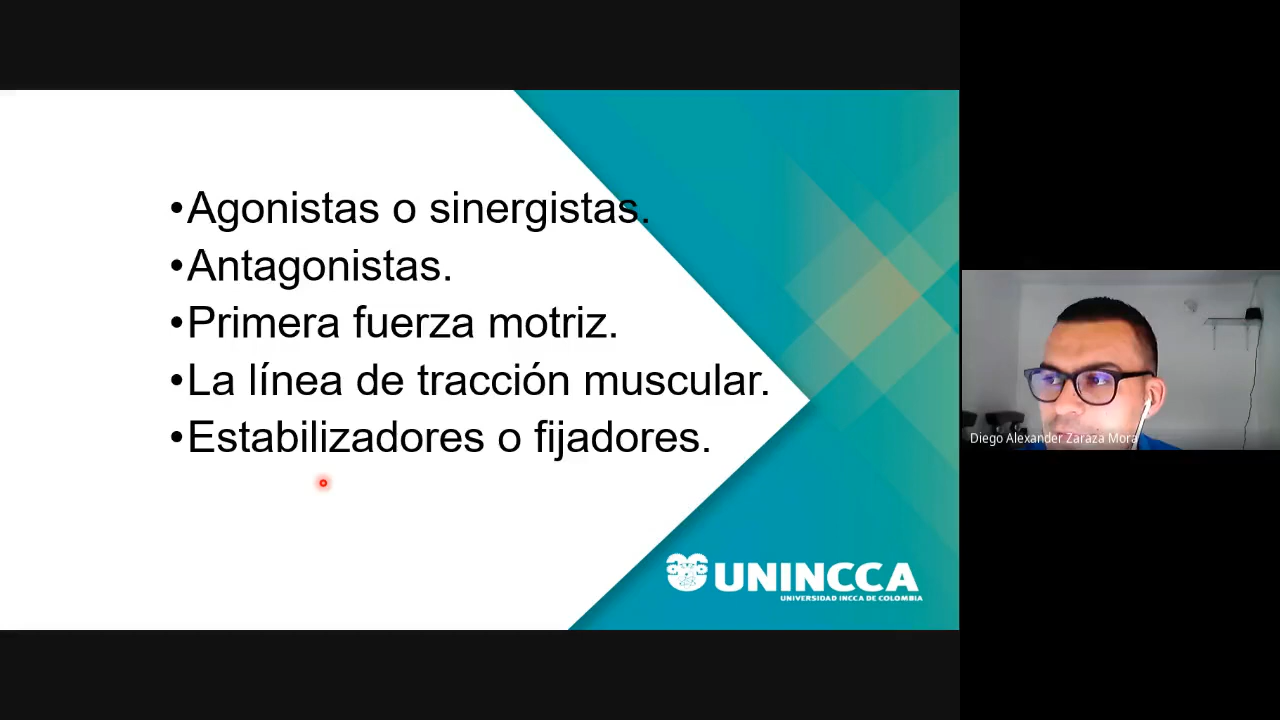 •Agonistas o sinergistas.
•Antagonistas.
•Primera fuerza motriz.
•La línea de tracción muscular.
•Estabilizadores o fijadores.
UNINCCA
UNIVERSIDAD INCCA DE COLOMBIA
Diego Alexander Zaraza Mora